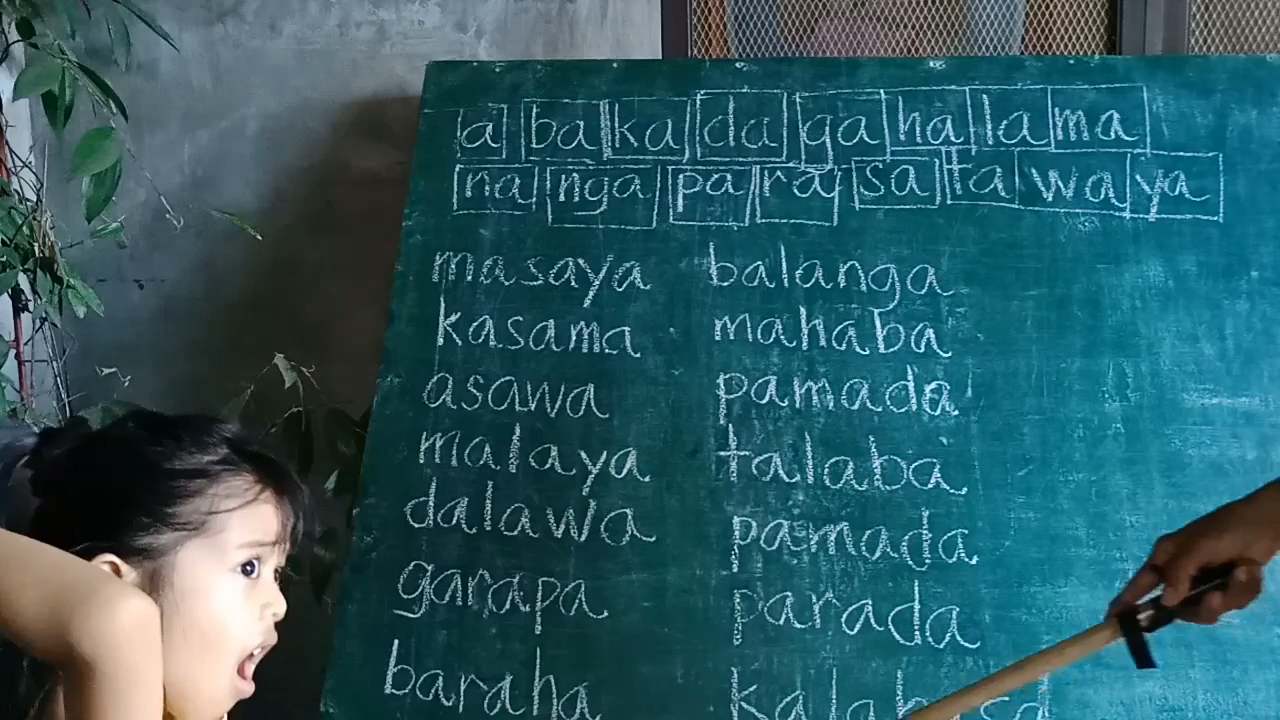 a ba ka da ga ha la ma
na nga pa ra sa ta wa ya
masaya balanga
kasama mahaba
asawa pamada
malaya talaba
dalawa pamada
garapa parada
baraha